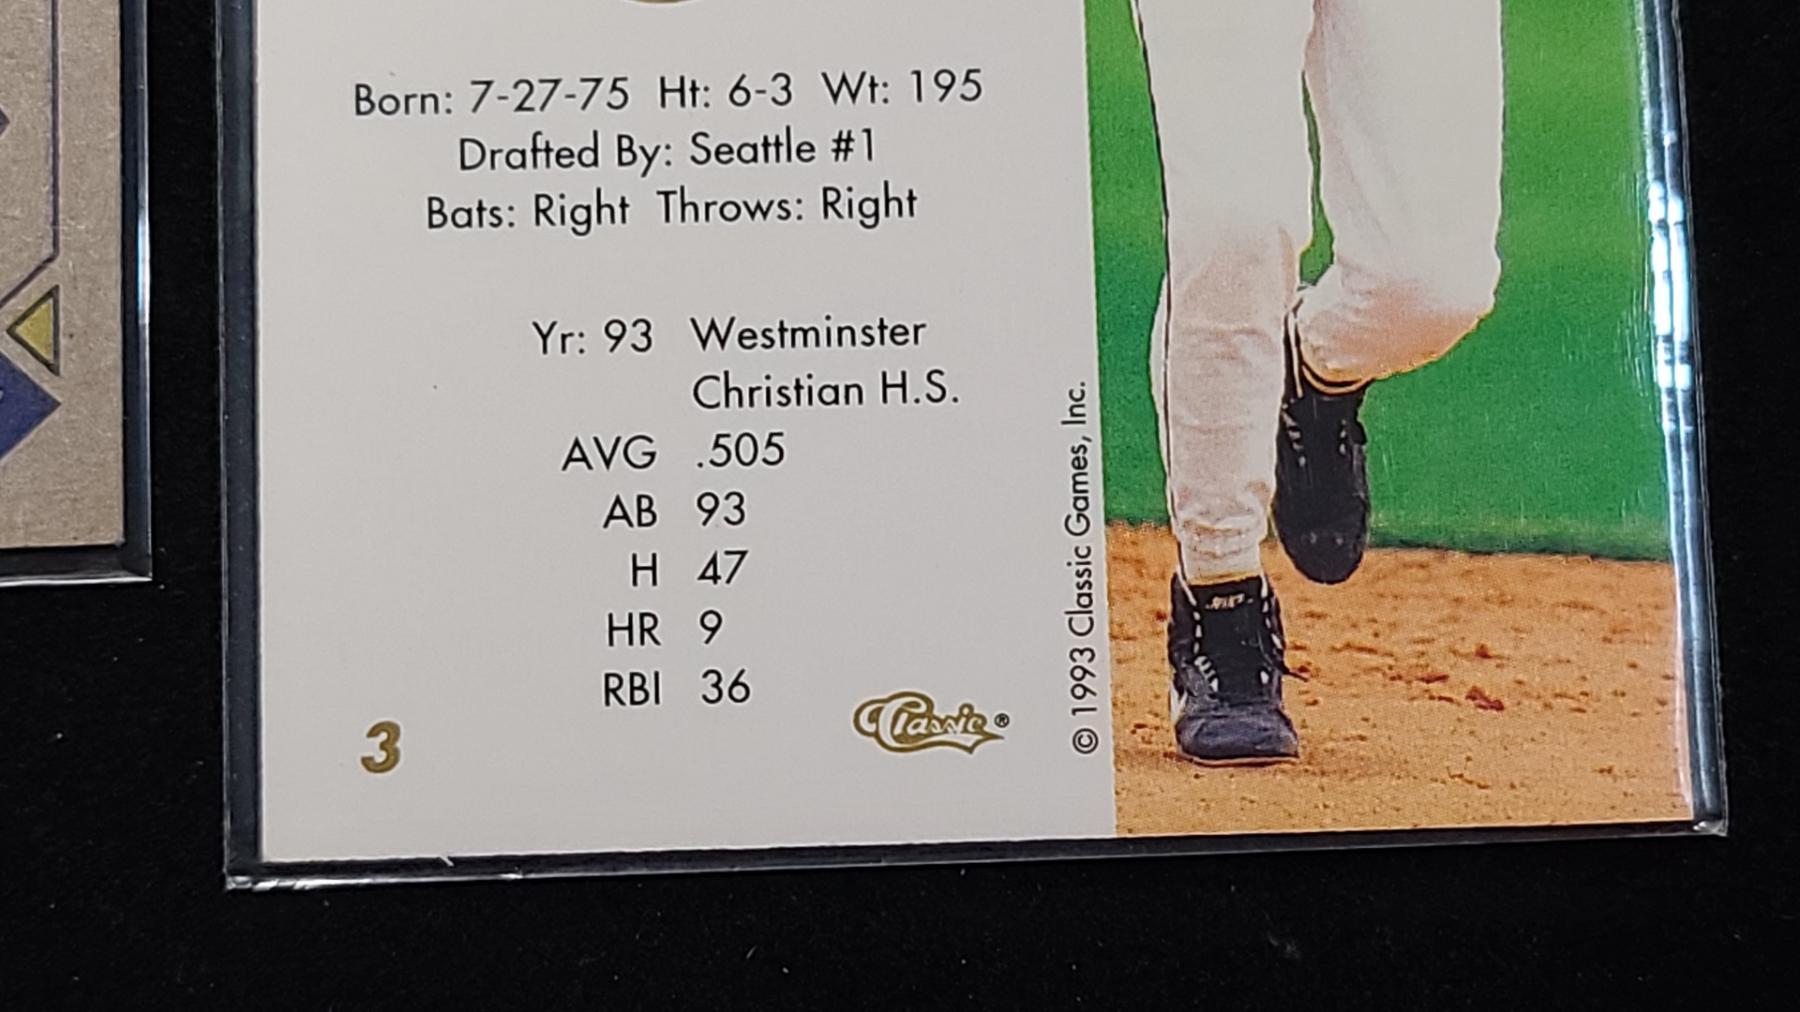 Born: 7-27-75 Ht: 6-3 Wt: 195
Drafted By: Seattle #1
Bats: Right Throws: Right
Yr: 93 Westminster
Christian H.S.
AVG .505
AB 93
H 47
HR 9
RBI 36
3
Classic®
© 1993 Classic Games, Inc.